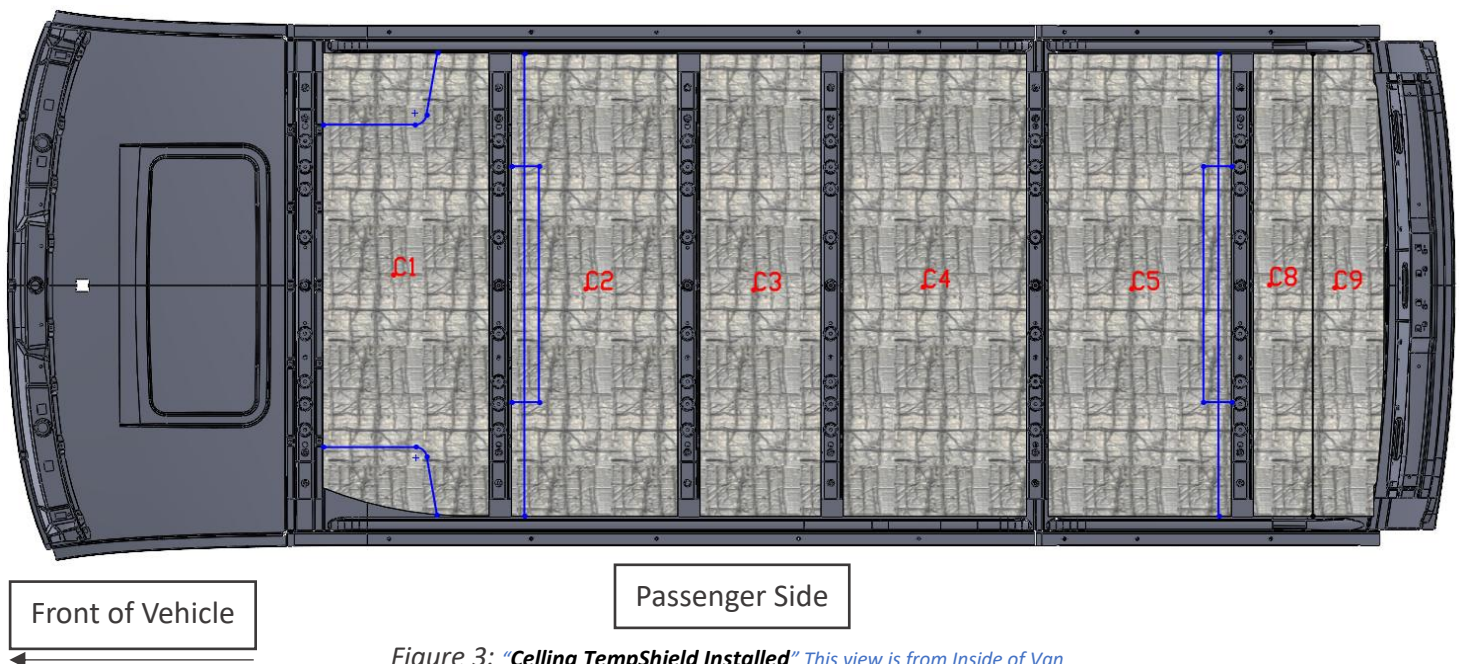 C1
C2
C3
C4
C5
C8
C9
Front of Vehicle
Passenger Side
Figure 3: "Celling TempShield Installed" This view is from Inside of Van